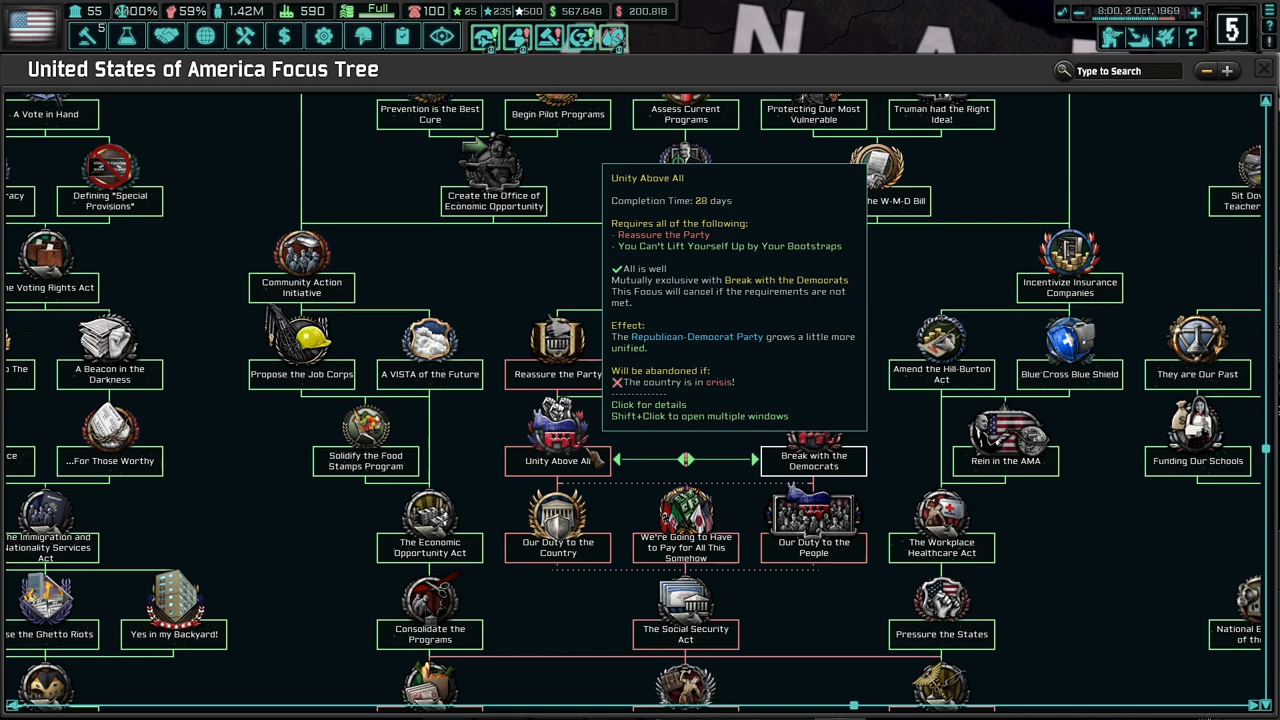 55
100%
59%
1.42M
590
Full
100
25
235
500
567.648
200.818
8:00, 2 Oct, 1969
5
5
United States of America Focus Tree
Type to Search
A Vote in Hand
Prevention is the Best
Cure
Begin Pilot Programs
Assess Current
Programs
Protecting Our Most
Vulnerable
Truman had the Right
Idea!
Defining "Special
Provisions"
Create the Office of
Economic Opportunity
he W-M-D Bill
Sit Do
Teacher
Unity Above All
Completion Time: 28 days
Requires all of the following:
- Reassure the Party
- You Can't Lift Yourself Up by Your Bootstraps
All is well
Mutually exclusive with Break with the Democrats
This Focus will cancel if the requirements are not
met.
Effect:
The Republican-Democrat Party grows a little more
unified.
Will be abandoned if:
The country is in crisis!
--------------
Click for details
Shift+Click to open multiple windows
he Voting Rights Act
Community Action
Initiative
Incentivize Insurance
Companies
A Beacon in the
Darkness
Propose the Job Corps
A VISTA of the Future
Reassure the Party
Amend the Hill-Burton
Act
Blue Cross Blue Shield
They are Our Past
...For Those Worthy
Solidify the Food
Stamps Program
Unity Above All
Break with the
Democrats
Rein in the AMA
Funding Our Schools
he Immigration and
Nationality Services
Act
The Economic
Opportunity Act
Our Duty to the
Country
We're Going to Have
to Pay for All This
Somehow
Our Duty to the
People
The Workplace
Healthcare Act
se the Ghetto Riots
Yes in my Backyard!
Consolidate the
Programs
The Social Security
Act
Pressure the States
National E
of the